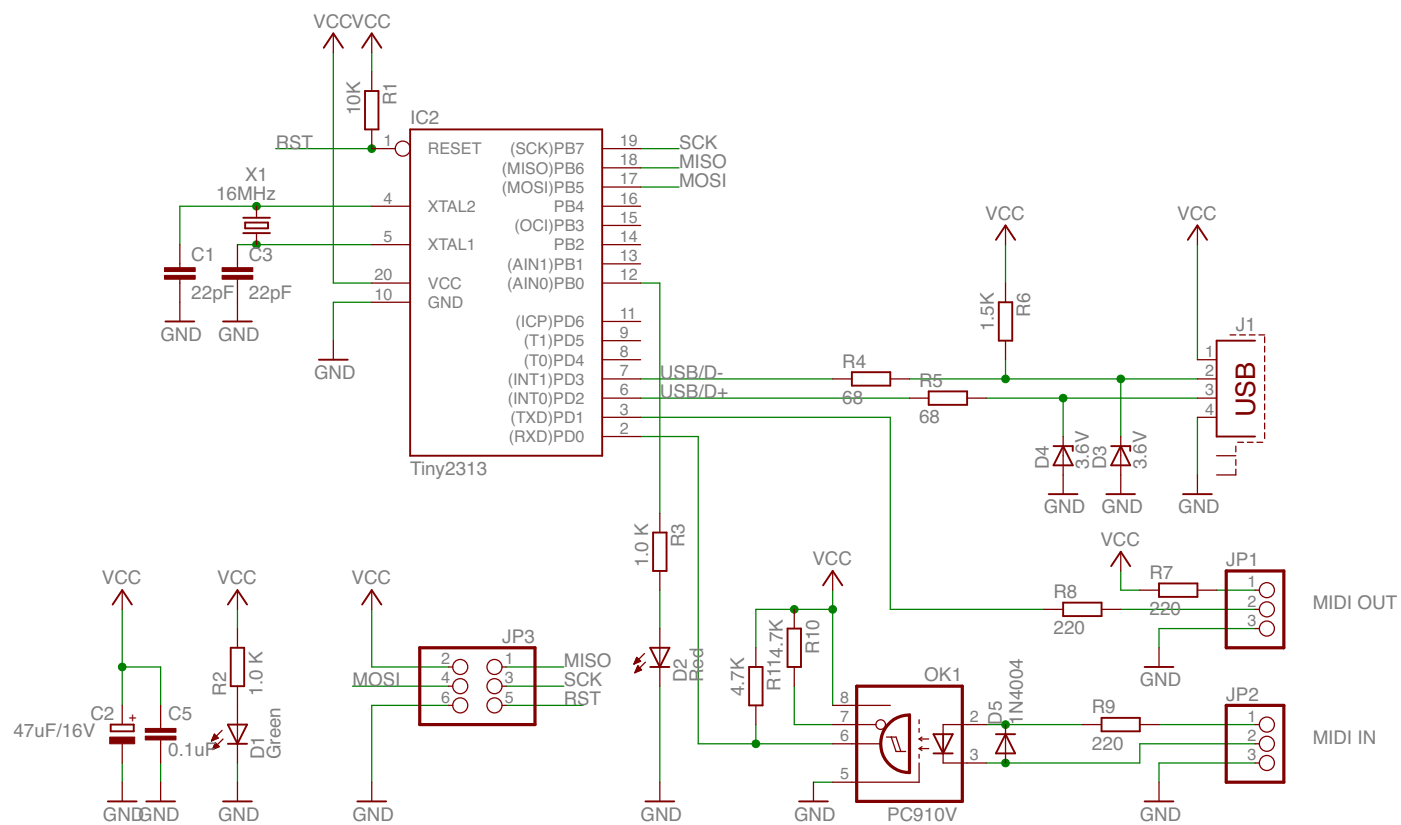 VCC VCC
10K
R1
IC2
RST
1
RESET
(SCK)PB7
19
SCK
(MISO)PB6
18
MISO
(MOSI)PB5
17
MOSI
X1
16MHz
4
XTAL2
PB4
16
(OCI)PB3
15
5
XTAL1
PB2
14
(AIN1)PB1
13
20
VCC
(AIN0)PB0
12
10
GND
(ICP)PD6
11
(T1)PD5
9
(T0)PD4
8
(INT1)PD3
7
USB/D-
(INT0)PD2
6
USB/D+
(TXD)PD1
3
(RXD)PD0
2
Tiny2313
C1
22pF
C3
22pF
GND
GND
GND
VCC
1.5K
R6
VCC
J1
1
2
3
4
USB
R4
68
R5
68
D4
3.6V
D3
3.6V
GND
GND
GND
1.0 K
R3
D2
Red
GND
VCC
C2
47uF/16V
+
C5
0.1uF
GND
GND
VCC
R2
1.0 K
D1
Green
GND
VCC
JP3
2
1
MISO
MOSI
4
3
SCK
6
5
RST
GND
VCC
4.7K
R11
4.7K
R10
OK1
8
7
6
5
2
3
PC910V
GND
D5
1N4004
R9
220
JP2
1
2
3
MIDI IN
GND
VCC
R7
220
R8
220
JP1
1
2
3
MIDI OUT
GND